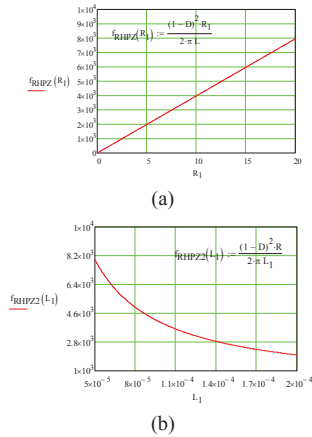 1×10⁴
9×10³
8×10³
7×10³
6×10³
5×10³
4×10³
3×10³
2×10³
1×10³
0
f_RHPZ(R₁) := (1 − D)²·R₁ / 2·π L
f_RHPZ(R₁)
0 5 10 15 20
R₁
(a)
1×10⁴
8.2×10³
6.4×10³
4.6×10³
2.8×10³
1×10³
f_RHPZ2(L₁) := (1 − D)²·R / 2·π L₁
f_RHPZ2(L₁)
5×10⁻⁵ 8×10⁻⁵ 1.1×10⁻⁴ 1.4×10⁻⁴ 1.7×10⁻⁴ 2×10⁻⁴
L₁
(b)